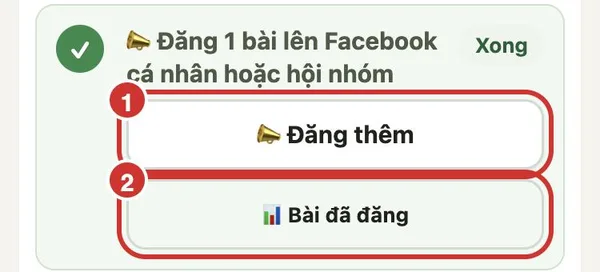 📣 Đăng 1 bài lên Facebook
cá nhân hoặc hội nhóm
Xong
1
📣 Đăng thêm
2
📊 Bài đã đăng